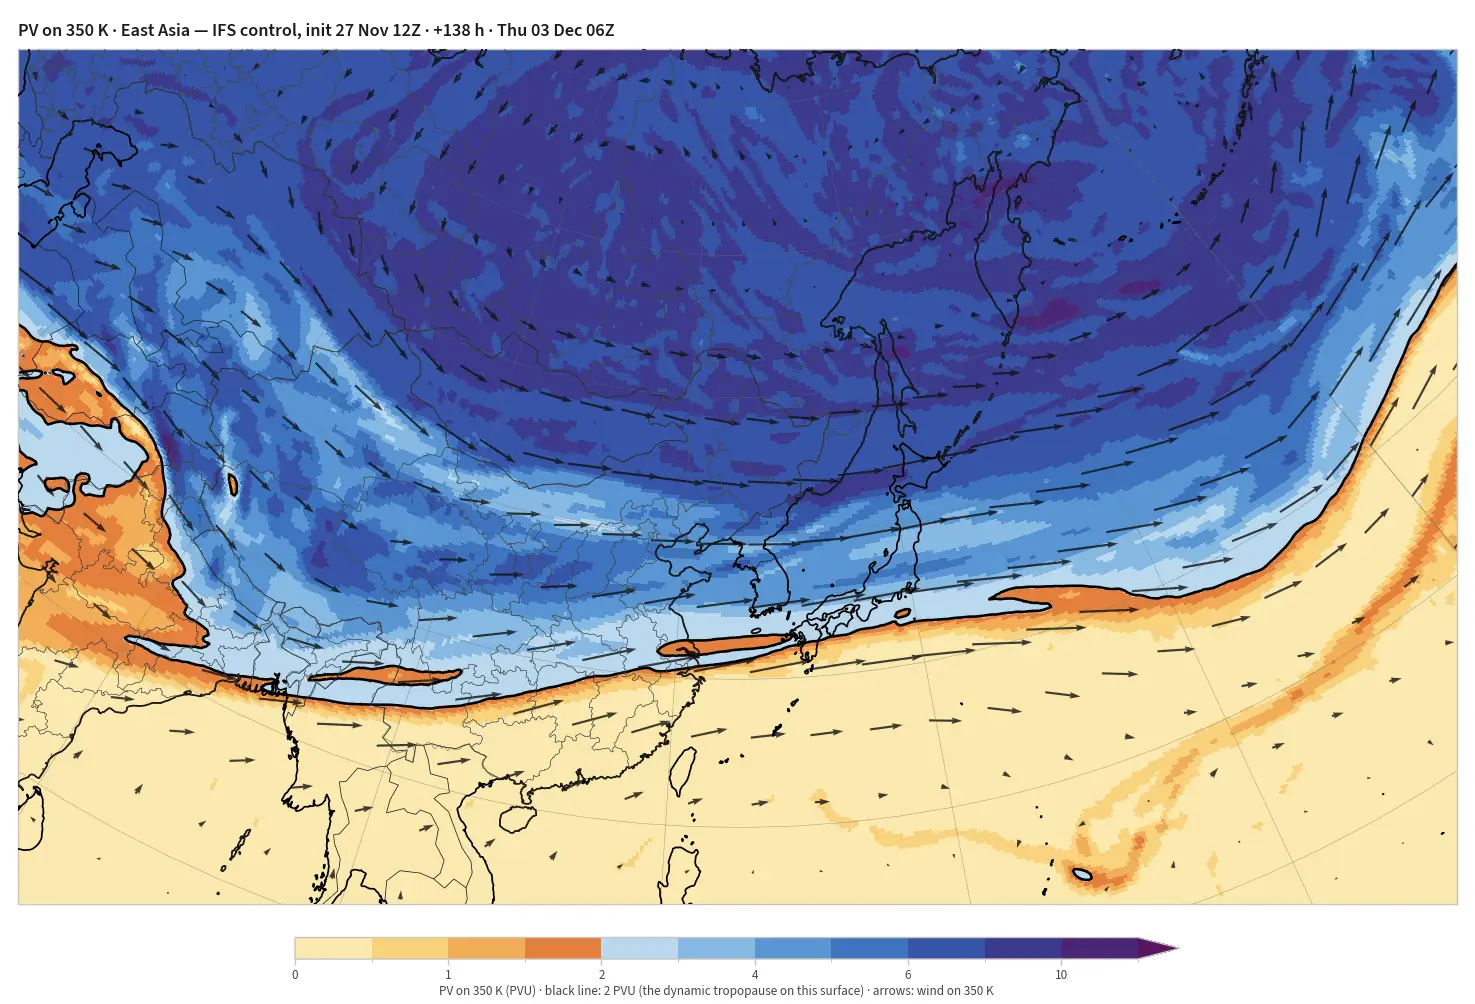 PV on 350 K · East Asia — IFS control, init 27 Nov 12Z · +138 h · Thu 03 Dec 06Z
0 1 2 4 6 10
PV on 350 K (PVU) · black line: 2 PVU (the dynamic tropopause on this surface) · arrows: wind on 350 K